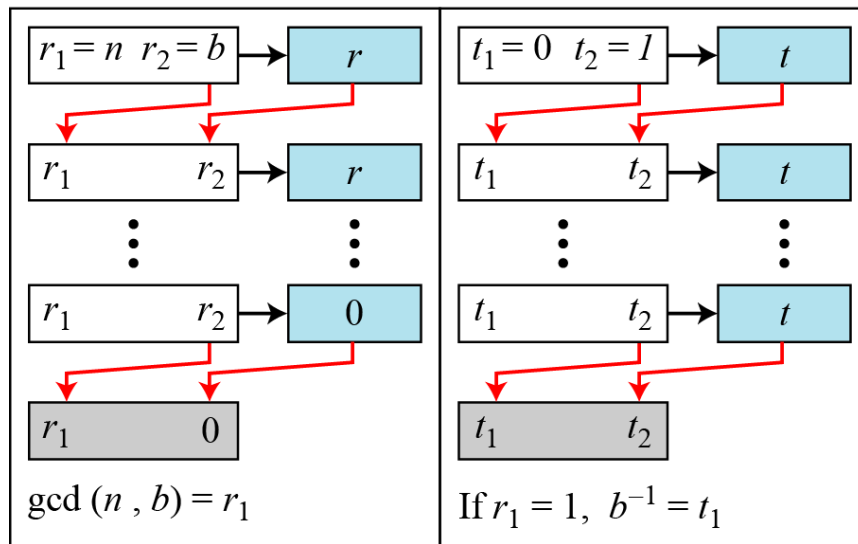 r₁ = n r₂ = b r
r₁ r₂ r
r₁ r₂ 0
r₁ 0
gcd (n , b) = r₁
t₁ = 0 t₂ = 1 t
t₁ t₂ t
t₁ t₂ t
t₁ t₂
If r₁ = 1, b⁻¹ = t₁